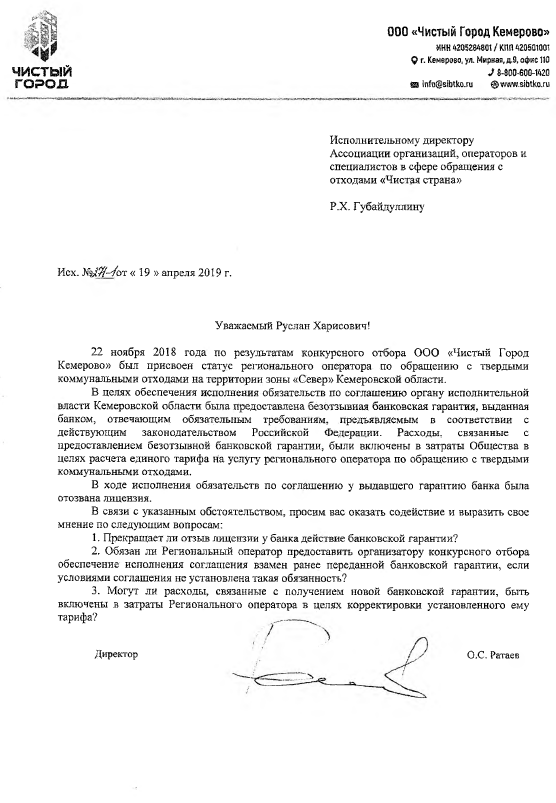 ЧИСТЫЙ
ГОРОД
ООО «Чистый Город Кемерово»
ИНН 4205284801 / КПП 420501001
г. Кемерово, ул. Мирная, д.9, офис 110
8-800-600-1420
info@sibtko.ru www.sibtko.ru
Исполнительному директору
Ассоциации организаций, операторов и
специалистов в сфере обращения с
отходами «Чистая страна»
Р.Х. Губайдуллину
Исх. № от « 19 » апреля 2019 г.
Уважаемый Руслан Харисович!
22 ноября 2018 года по результатам конкурсного отбора ООО «Чистый Город
Кемерово» был присвоен статус регионального оператора по обращению с твердыми
коммунальными отходами на территории зоны «Север» Кемеровской области.
В целях обеспечения исполнения обязательств по соглашению органу исполнительной
власти Кемеровской области была предоставлена безотзывная банковская гарантия, выданная
банком, отвечающим обязательным требованиям, предъявляемым в соответствии с
действующим законодательством Российской Федерации. Расходы, связанные с
предоставлением безотзывной банковской гарантии, были включены в затраты Общества в
целях расчета единого тарифа на услугу регионального оператора по обращению с твердыми
коммунальными отходами.
В ходе исполнения обязательств по соглашению у выдавшего гарантию банка была
отозвана лицензия.
В связи с указанным обстоятельством, просим вас оказать содействие и выразить свое
мнение по следующим вопросам:
1. Прекращает ли отзыв лицензии у банка действие банковской гарантии?
2. Обязан ли Региональный оператор предоставить организатору конкурсного отбора
обеспечение исполнения соглашения взамен ранее переданной банковской гарантии, если
условиями соглашения не установлена такая обязанность?
3. Могут ли расходы, связанные с получением новой банковской гарантии, быть
включены в затраты Регионального оператора в целях корректировки установленного ему
тарифа?
Директор О.С. Ратаев